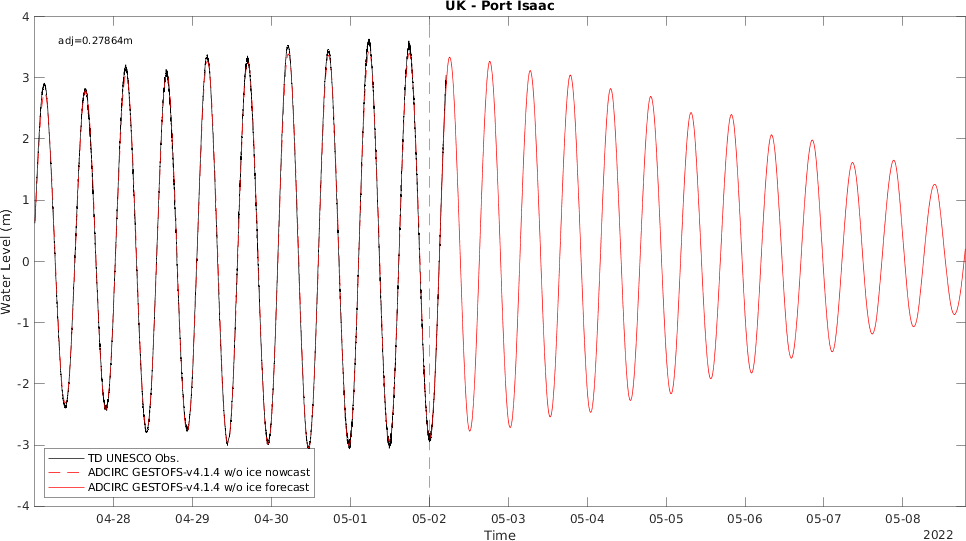 UK - Port Isaac
adj=0.27864m
4
3
2
1
0
-1
-2
-3
-4
Water Level (m)
TD UNESCO Obs.
ADCIRC GESTOFS-v4.1.4 w/o ice nowcast
ADCIRC GESTOFS-v4.1.4 w/o ice forecast
04-28 04-29 04-30 05-01 05-02 05-03 05-04 05-05 05-06 05-07 05-08
Time
2022